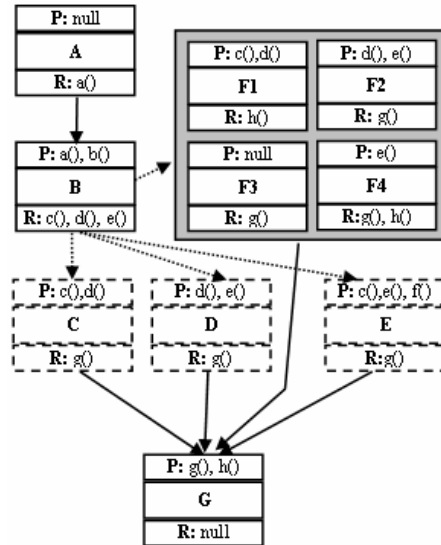 P: null
A
R: a()
P: a(), b()
B
R: c(), d(), e()
P: c(),d()
F1
R: h()
P: d(), e()
F2
R: g()
P: null
F3
R: g()
P: e()
F4
R:g(), h()
P: c(),d()
C
R: g()
P: d(), e()
D
R: g()
P: c(),e(), f()
E
R:g()
P: g(), h()
G
R: null